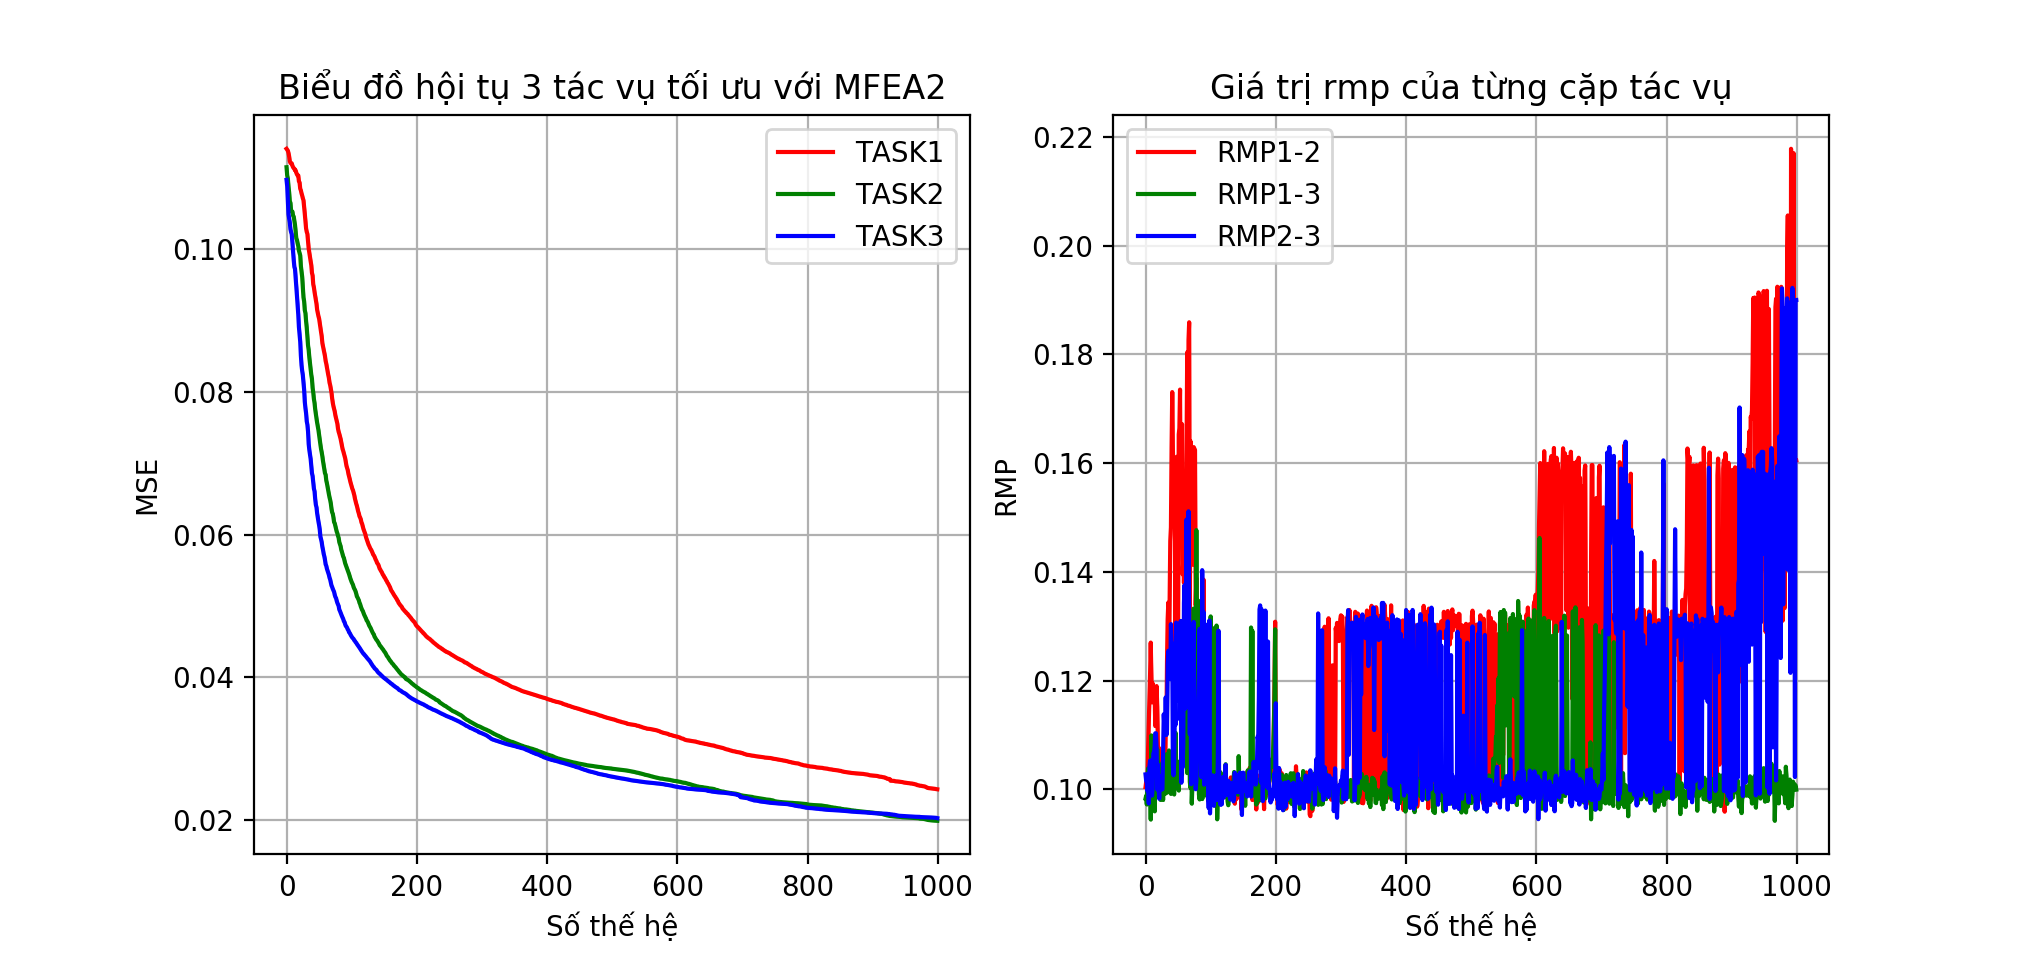 Biểu đồ hội tụ 3 tác vụ tối ưu với MFEA2
TASK1
TASK2
TASK3
0.10
0.08
0.06
0.04
0.02
MSE
0 200 400 600 800 1000
Số thế hệ
Giá trị rmp của từng cặp tác vụ
RMP1-2
RMP1-3
RMP2-3
0.22
0.20
0.18
0.16
0.14
0.12
0.10
RMP
0 200 400 600 800 1000
Số thế hệ